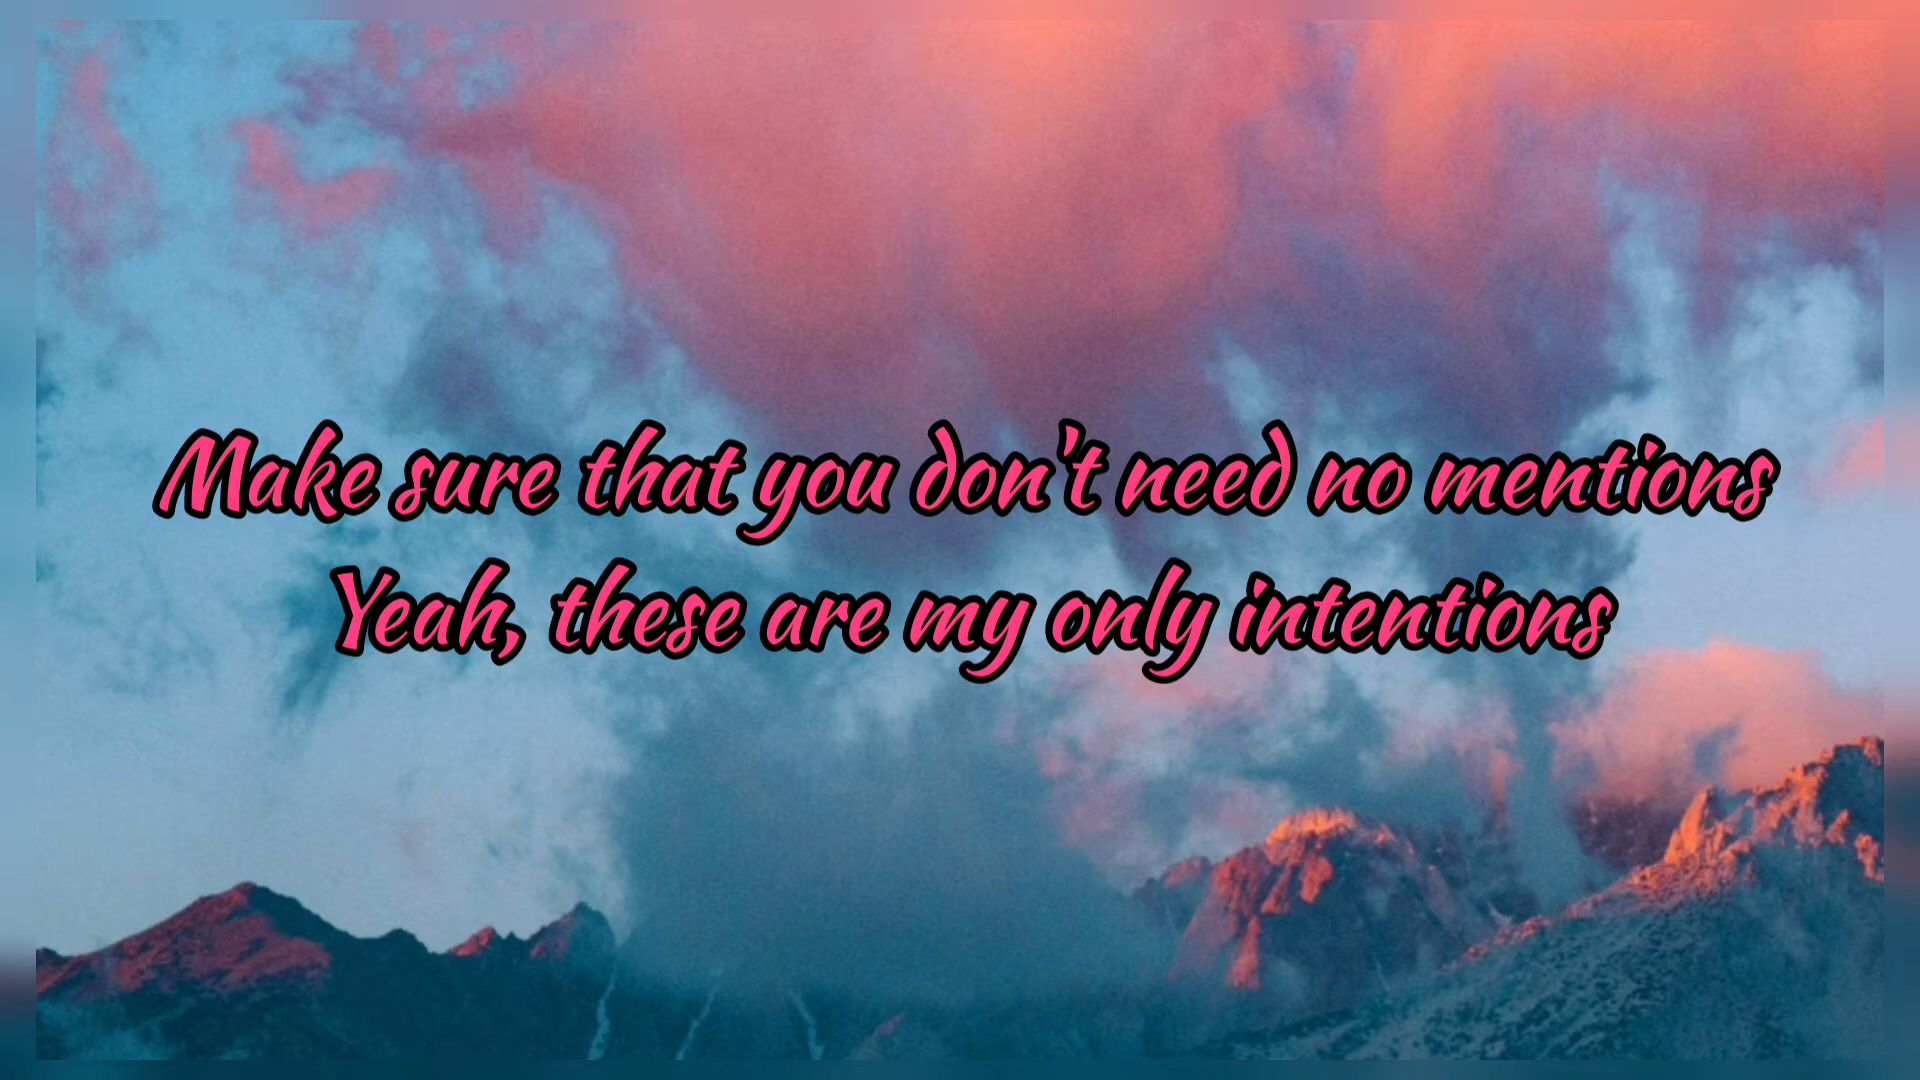 Make sure that you don't need no mentions
Yeah, these are my only intentions